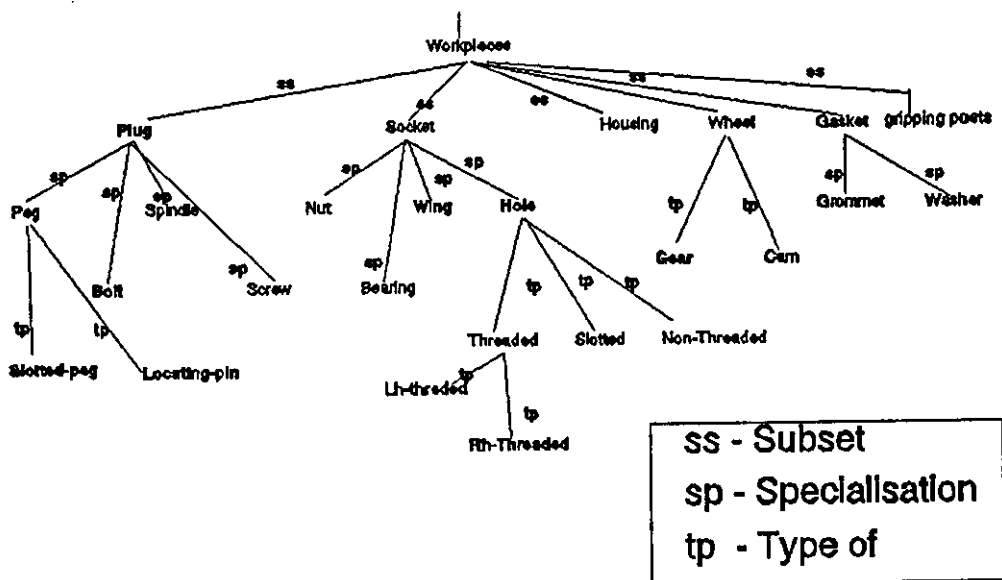 Workpieces
ss
ss
ss
ss
ss
Plug
Socket
Housing
Wheel
Gasket
gripping poets
sp
sp
sp
sp
sp
sp
sp
sp
sp
sp
Peg
Spindle
Nut
Wing
Hole
Grommet
Washer
tp
tp
Bolt
Screw
Bearing
Gear
Cam
tp
tp
tp
tp
tp
Threaded
Slotted
Non-Threaded
Slotted-peg
Locating-pin
Lh-threaded
tp
tp
Rth-Threaded
ss - Subset
sp - Specialisation
tp - Type of